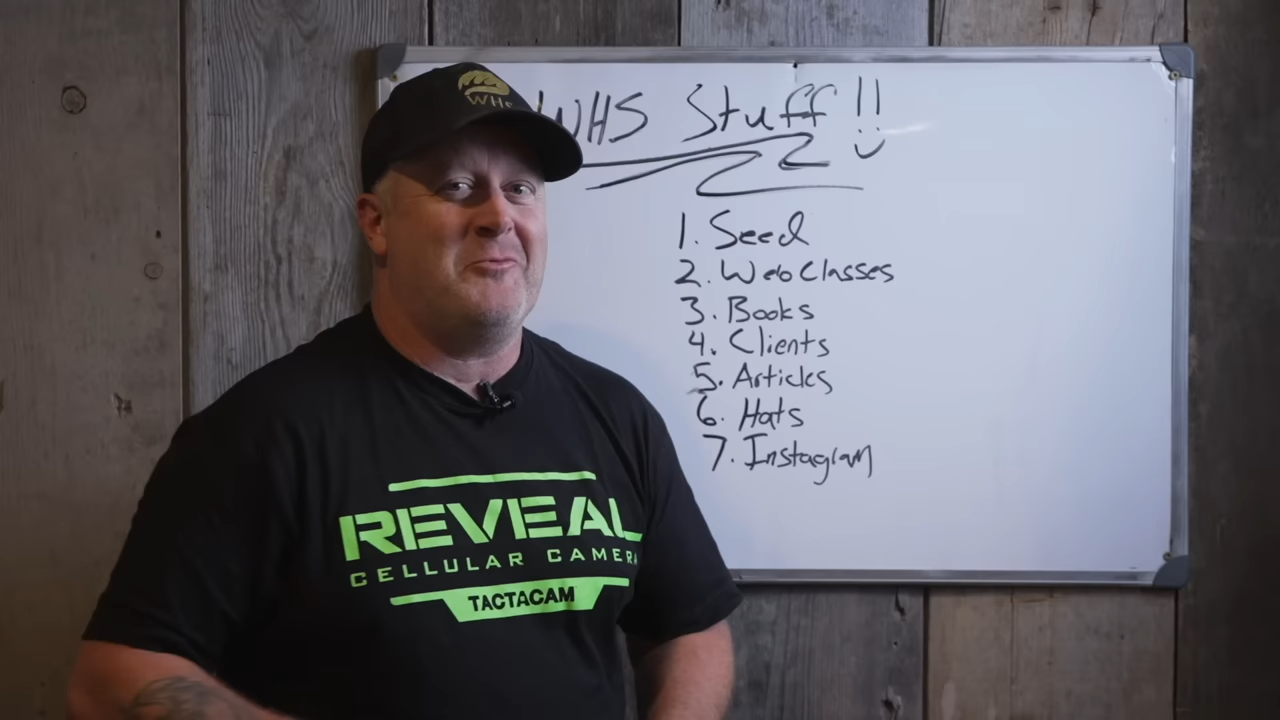 WHS
WHS Stuff !!
1. Seed
2. Web Classes
3. Books
4. Clients
5. Articles
6. Hats
7. Instagram
REVEAL
CELLULAR CAMERA
TACTACAM